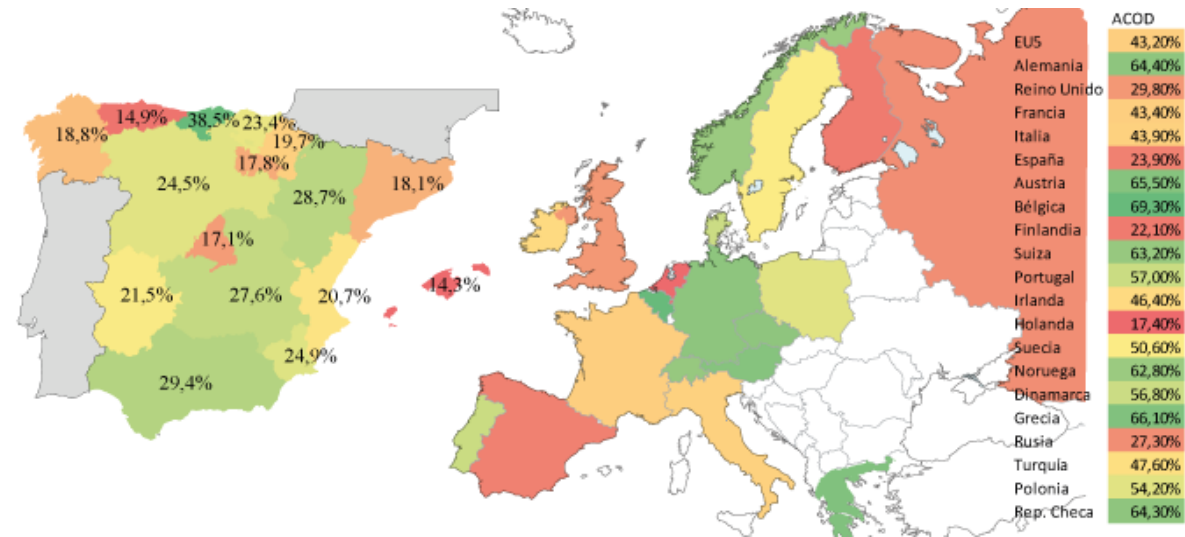 14,9%
38,5%
23,4%
18,8%
19,7%
17,8%
24,5%
28,7%
18,1%
17,1%
21,5%
27,6%
20,7%
14,3%
24,9%
29,4%
ACOD
EU5 43,20%
Alemania 64,40%
Reino Unido 29,80%
Francia 43,40%
Italia 43,90%
España 23,90%
Austria 65,50%
Bélgica 69,30%
Finlandia 22,10%
Suiza 63,20%
Portugal 57,00%
Irlanda 46,40%
Holanda 17,40%
Suecia 50,60%
Noruega 62,80%
Dinamarca 56,80%
Grecia 66,10%
Rusia 27,30%
Turquía 47,60%
Polonia 54,20%
Rep. Checa 64,30%